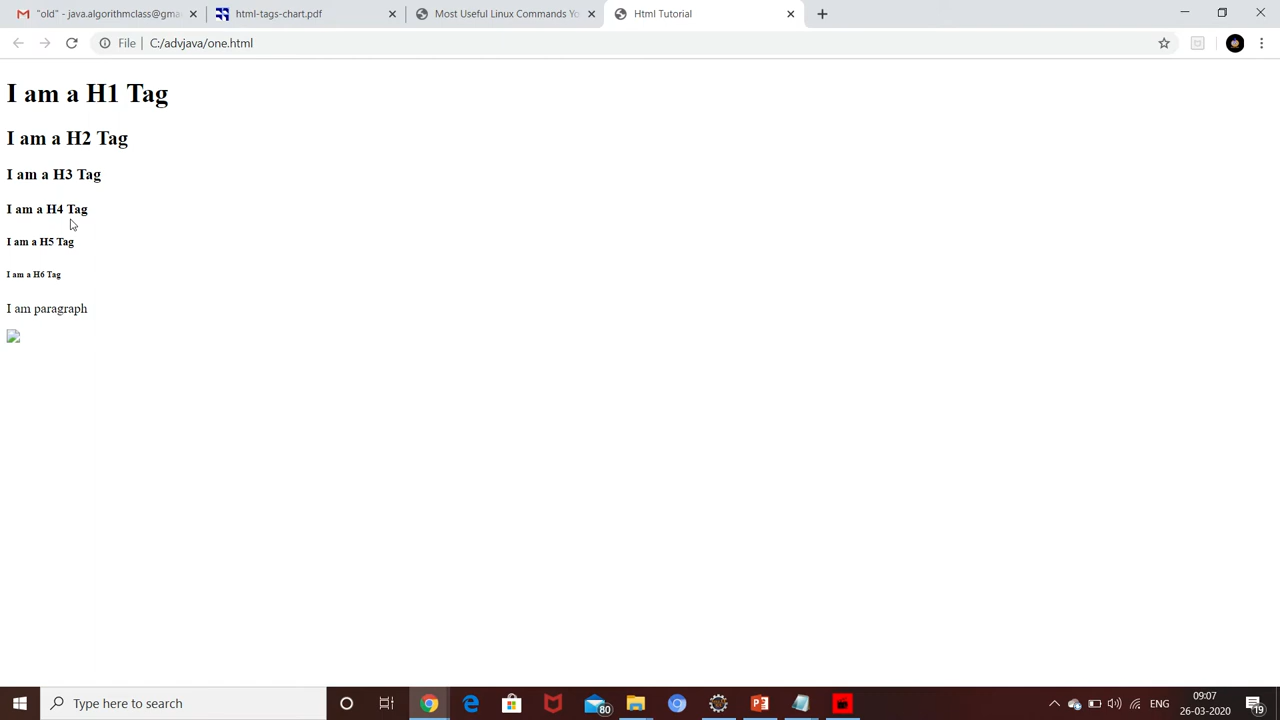 "old" - java.algorithmclass@gma
html-tags-chart.pdf
Most Useful Linux Commands Yo
Html Tutorial
File
C:/advjava/one.html
I am a H1 Tag
I am a H2 Tag
I am a H3 Tag
I am a H4 Tag
I am a H5 Tag
I am a H6 Tag
I am paragraph
Type here to search
80
ENG
09:07
26-03-2020
19